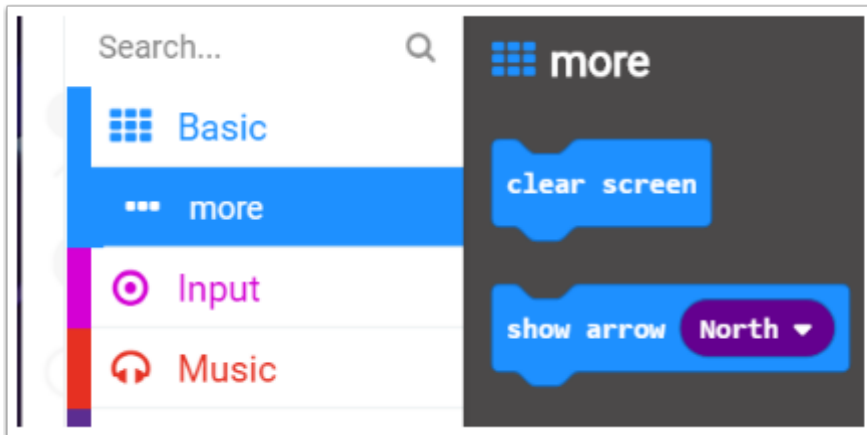 Search...
Basic
more
Input
Music
more
clear screen
show arrow North